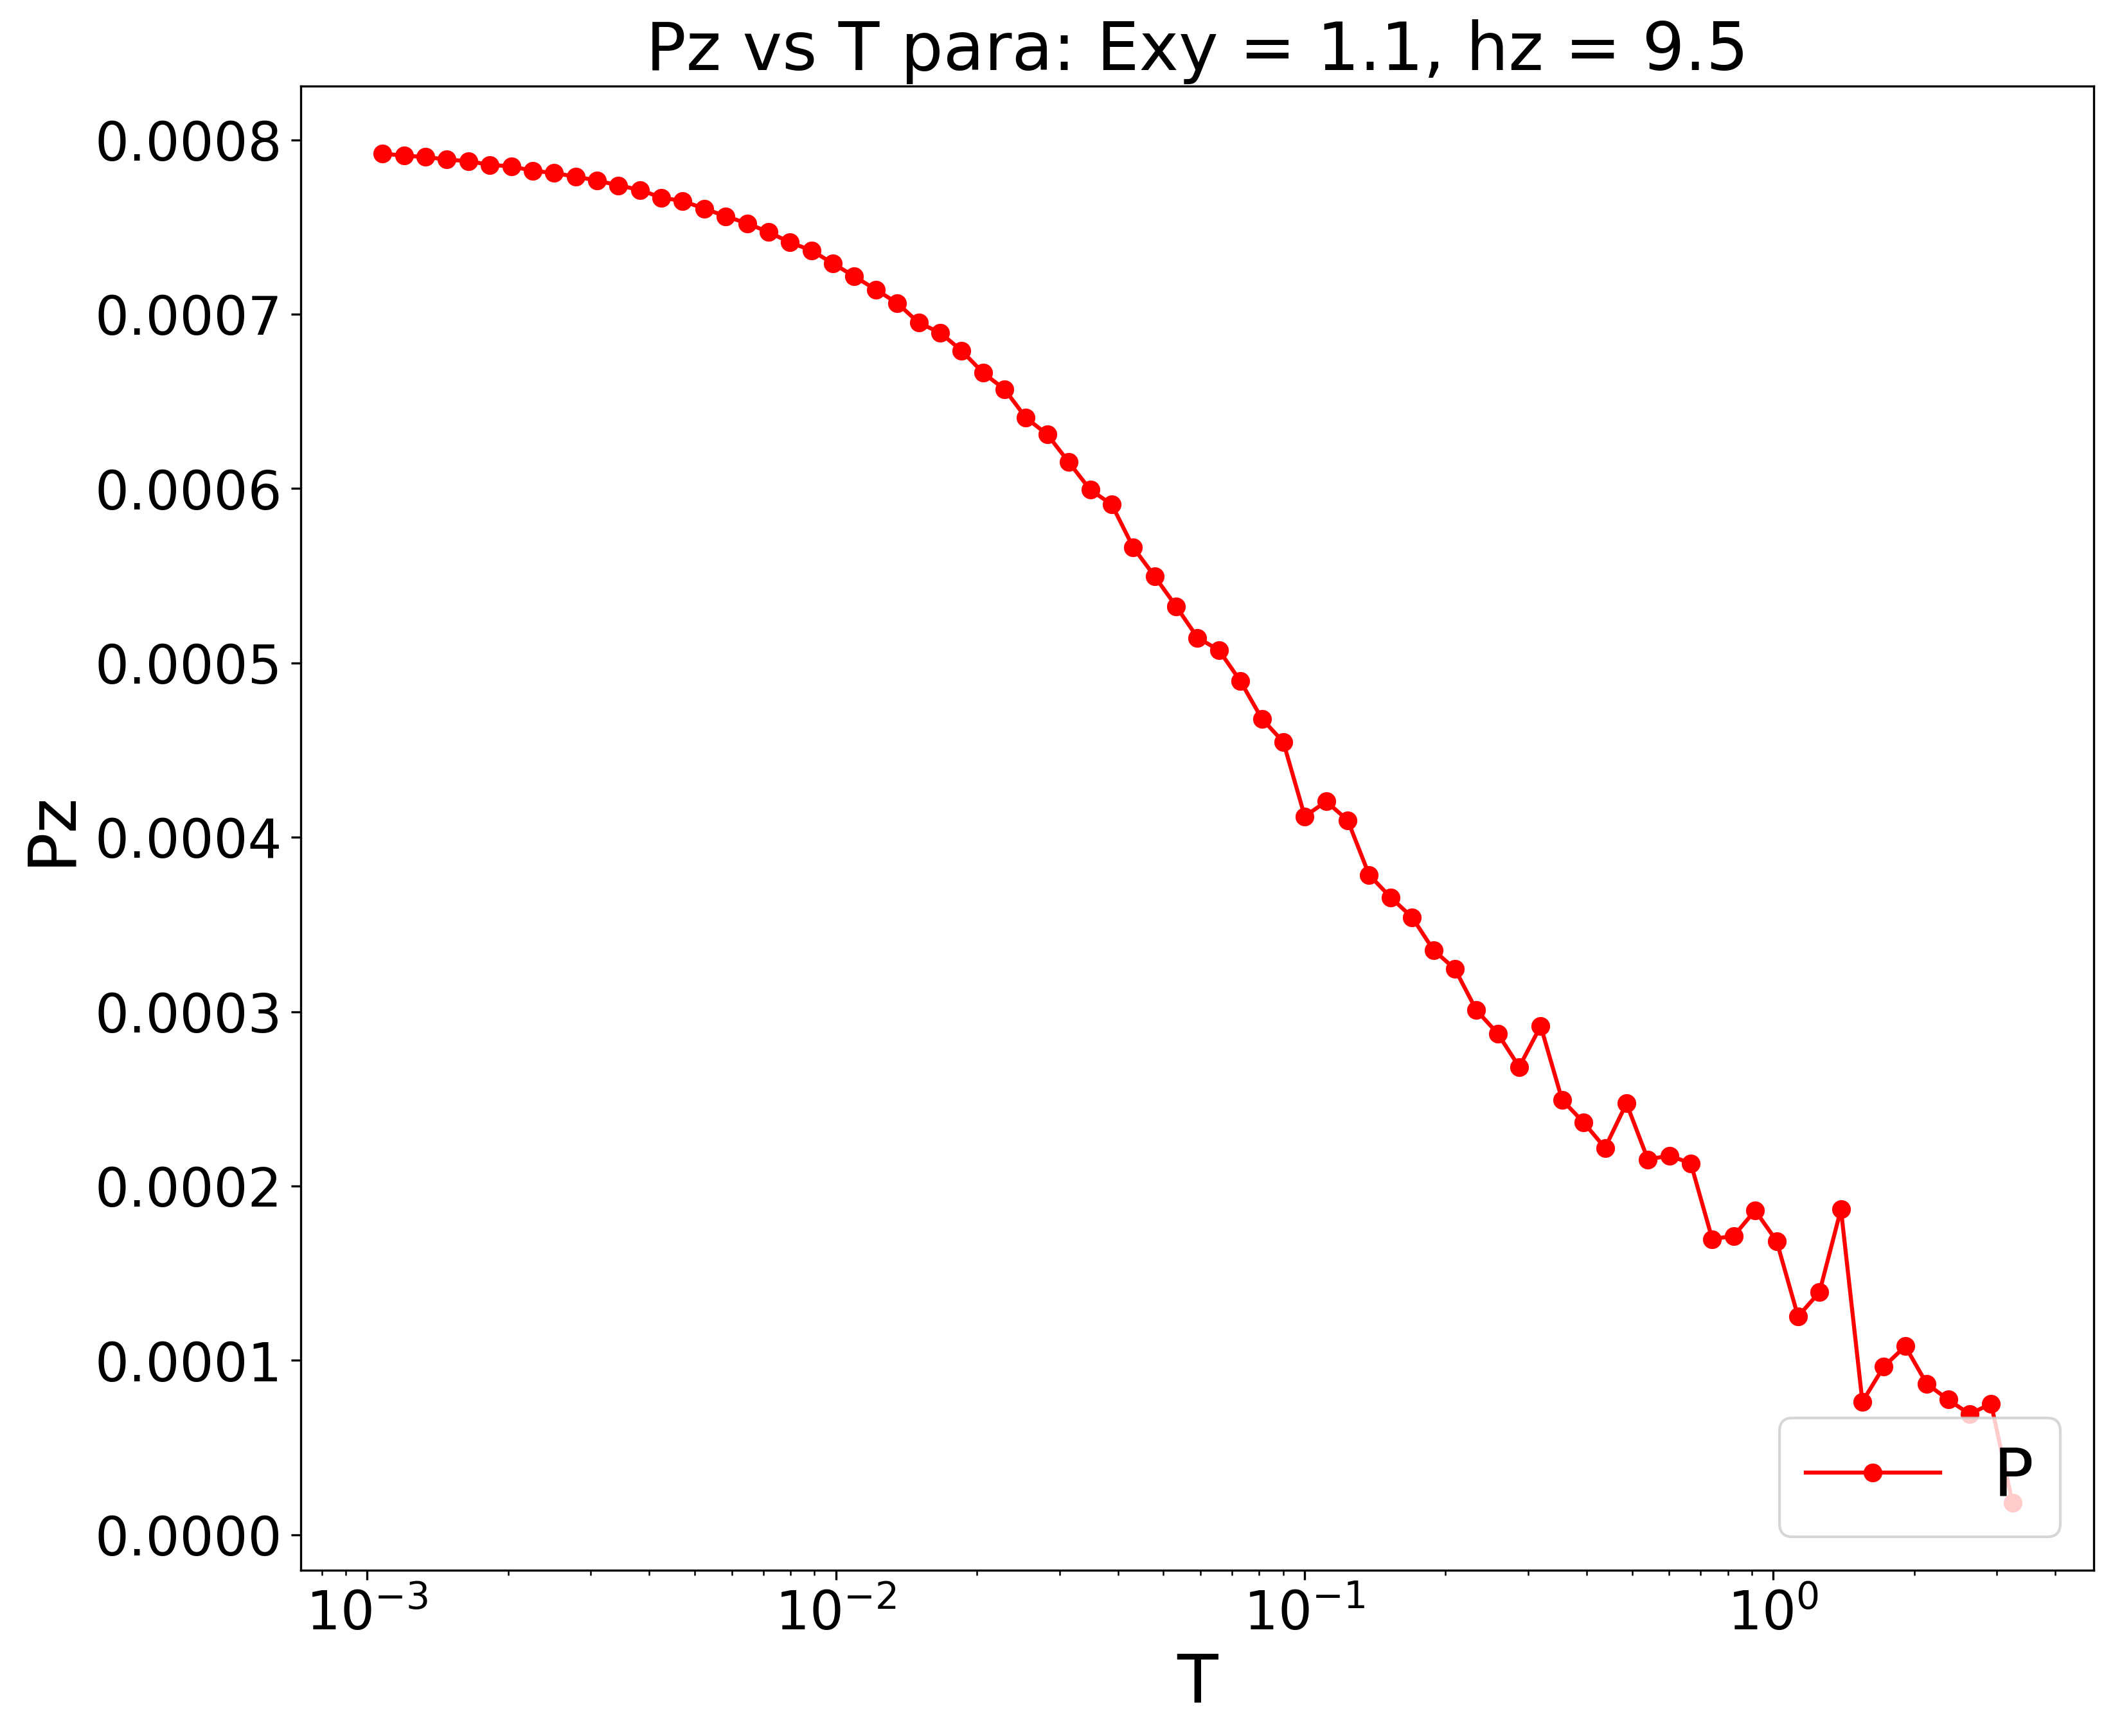 Pz vs T para: Exy = 1.1, hz = 9.5
0.0008
0.0007
0.0006
0.0005
0.0004
0.0003
0.0002
0.0001
0.0000
Pz
P
10⁻³ 10⁻² 10⁻¹ 10⁰
T